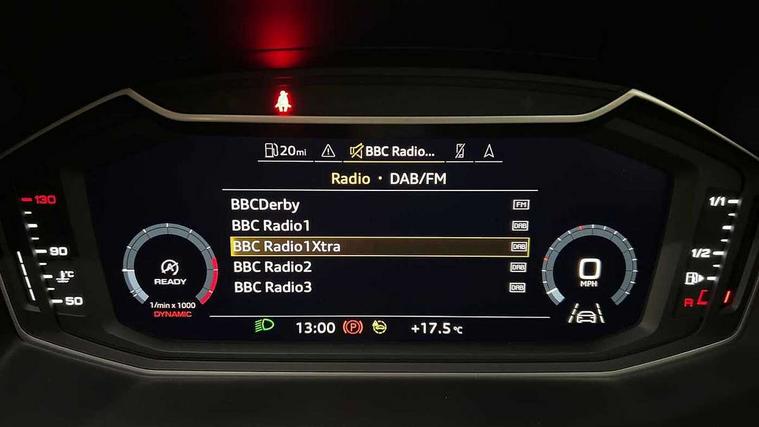 20mi BBC Radio...
Radio · DAB/FM
BBCDerby FM
BBC Radio1 DAB
BBC Radio1Xtra DAB
BBC Radio2 DAB
BBC Radio3 DAB
130
90
50
READY
1/min x 1000
DYNAMIC
0
MPH
1/1
1/2
R
13:00 (P) +17.5°C